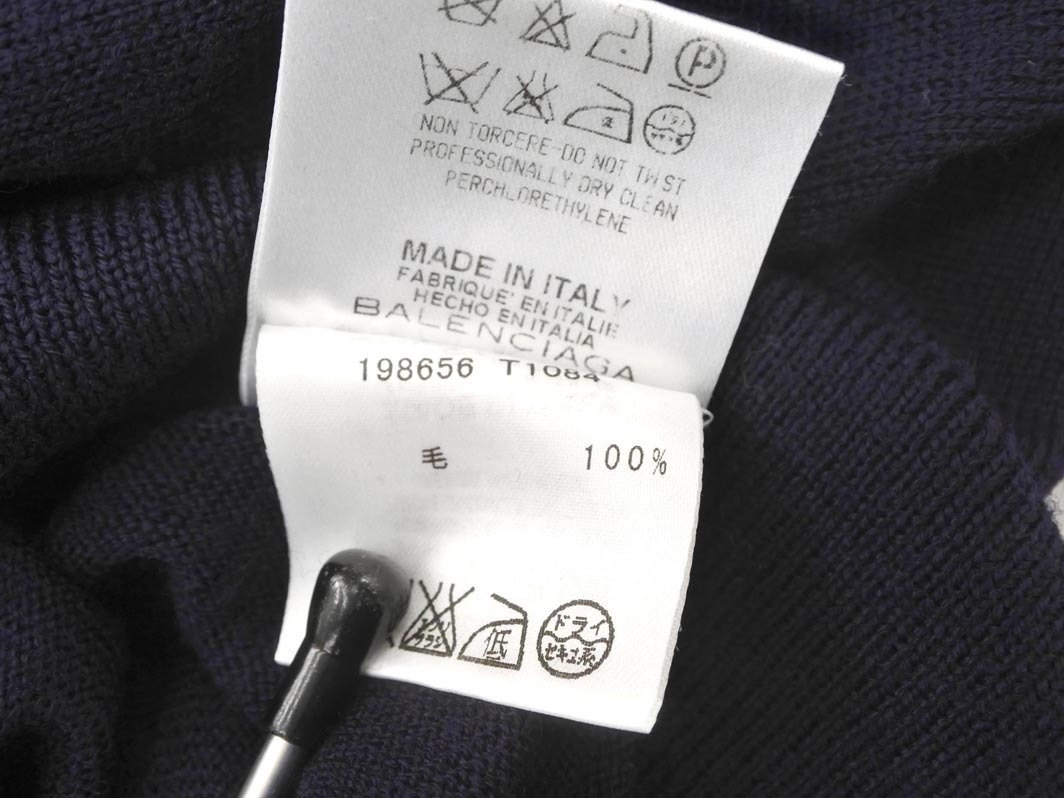 P
NON TORCERE-DO NOT TWIST
PROFESSIONALLY DRY CLEAN
PERCHLORETHYLENE
MADE IN ITALY
FABRIQUE' EN ITALIE
HECHO EN ITALIA
BALENCIAGA
198656 T1084
毛 100%
低
ドライ